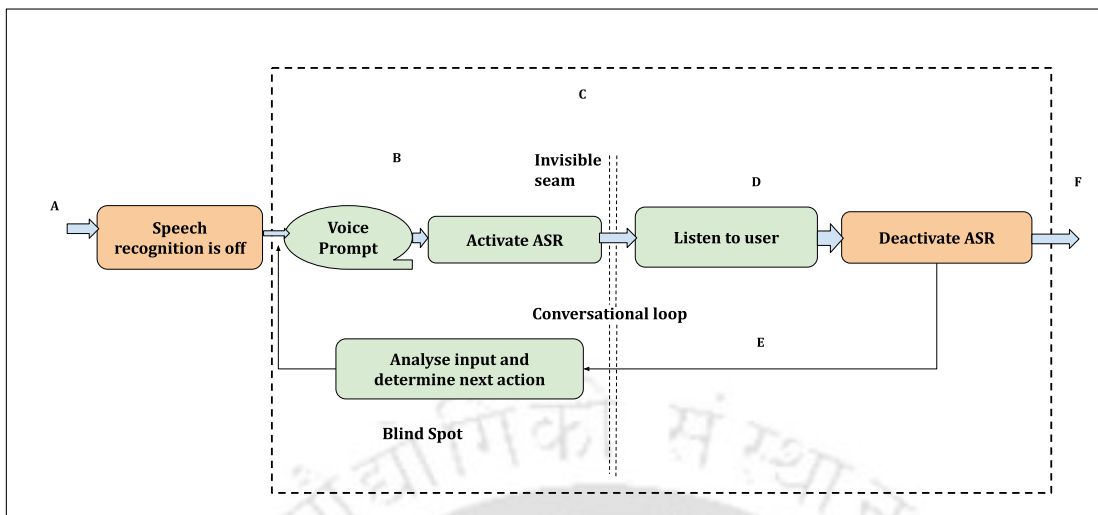 C
B
Invisible
seam
D
F
A
Speech
recognition is off
Voice
Prompt
Activate ASR
Listen to user
Deactivate ASR
Conversational loop
E
Analyse input and
determine next action
Blind Spot